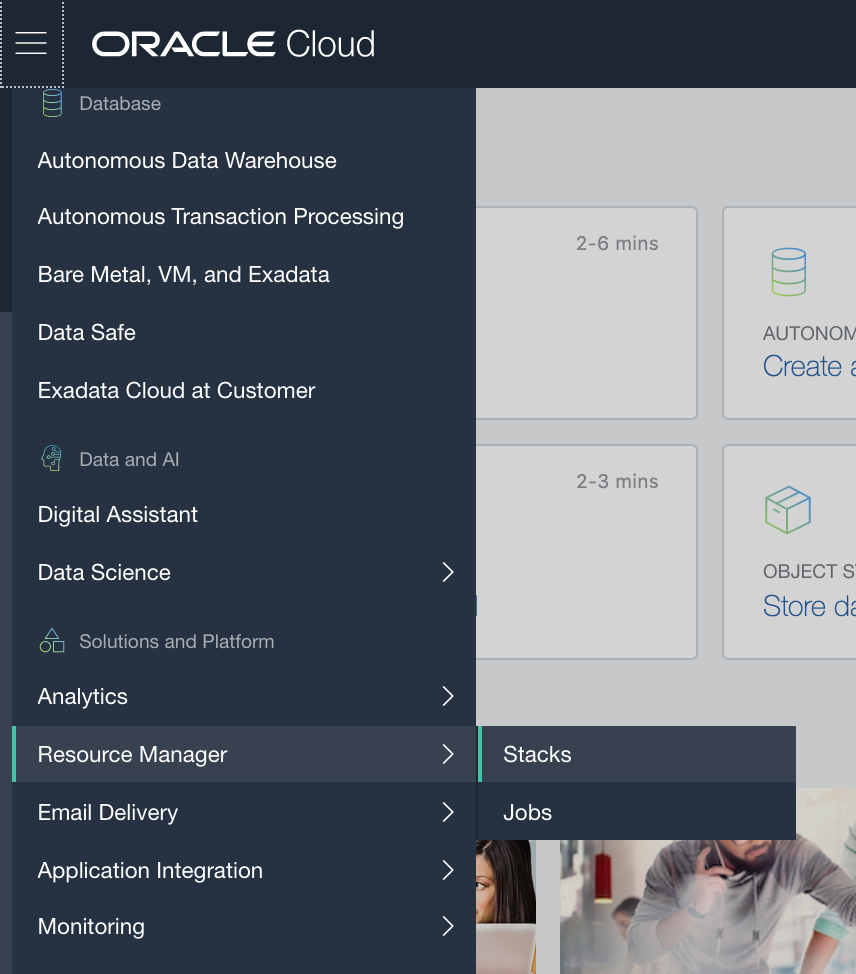 ORACLE Cloud
Database
Autonomous Data Warehouse
Autonomous Transaction Processing
Bare Metal, VM, and Exadata
Data Safe
Exadata Cloud at Customer
Data and AI
Digital Assistant
Data Science
Solutions and Platform
Analytics
Resource Manager
Email Delivery
Application Integration
Monitoring
Stacks
Jobs
2-6 mins
AUTONOM
Create a
2-3 mins
OBJECT S
Store da